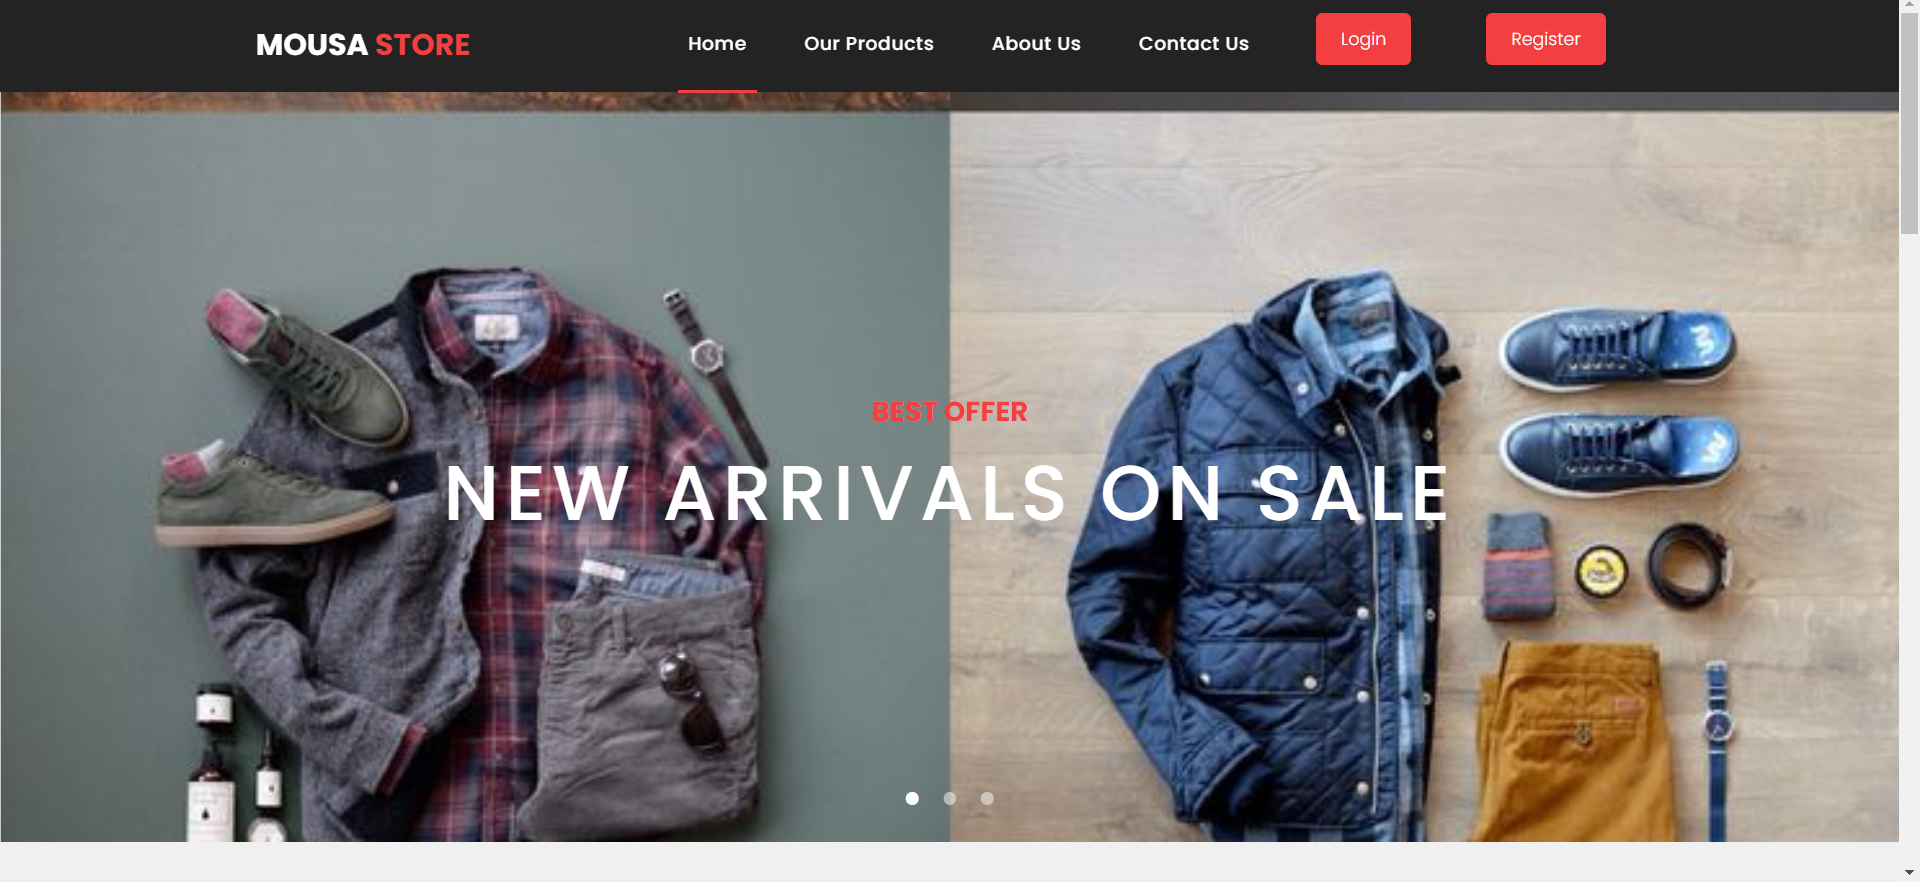 MOUSA STORE
Home
Our Products
About Us
Contact Us
Login
Register
BEST OFFER
NEW ARRIVALS ON SALE